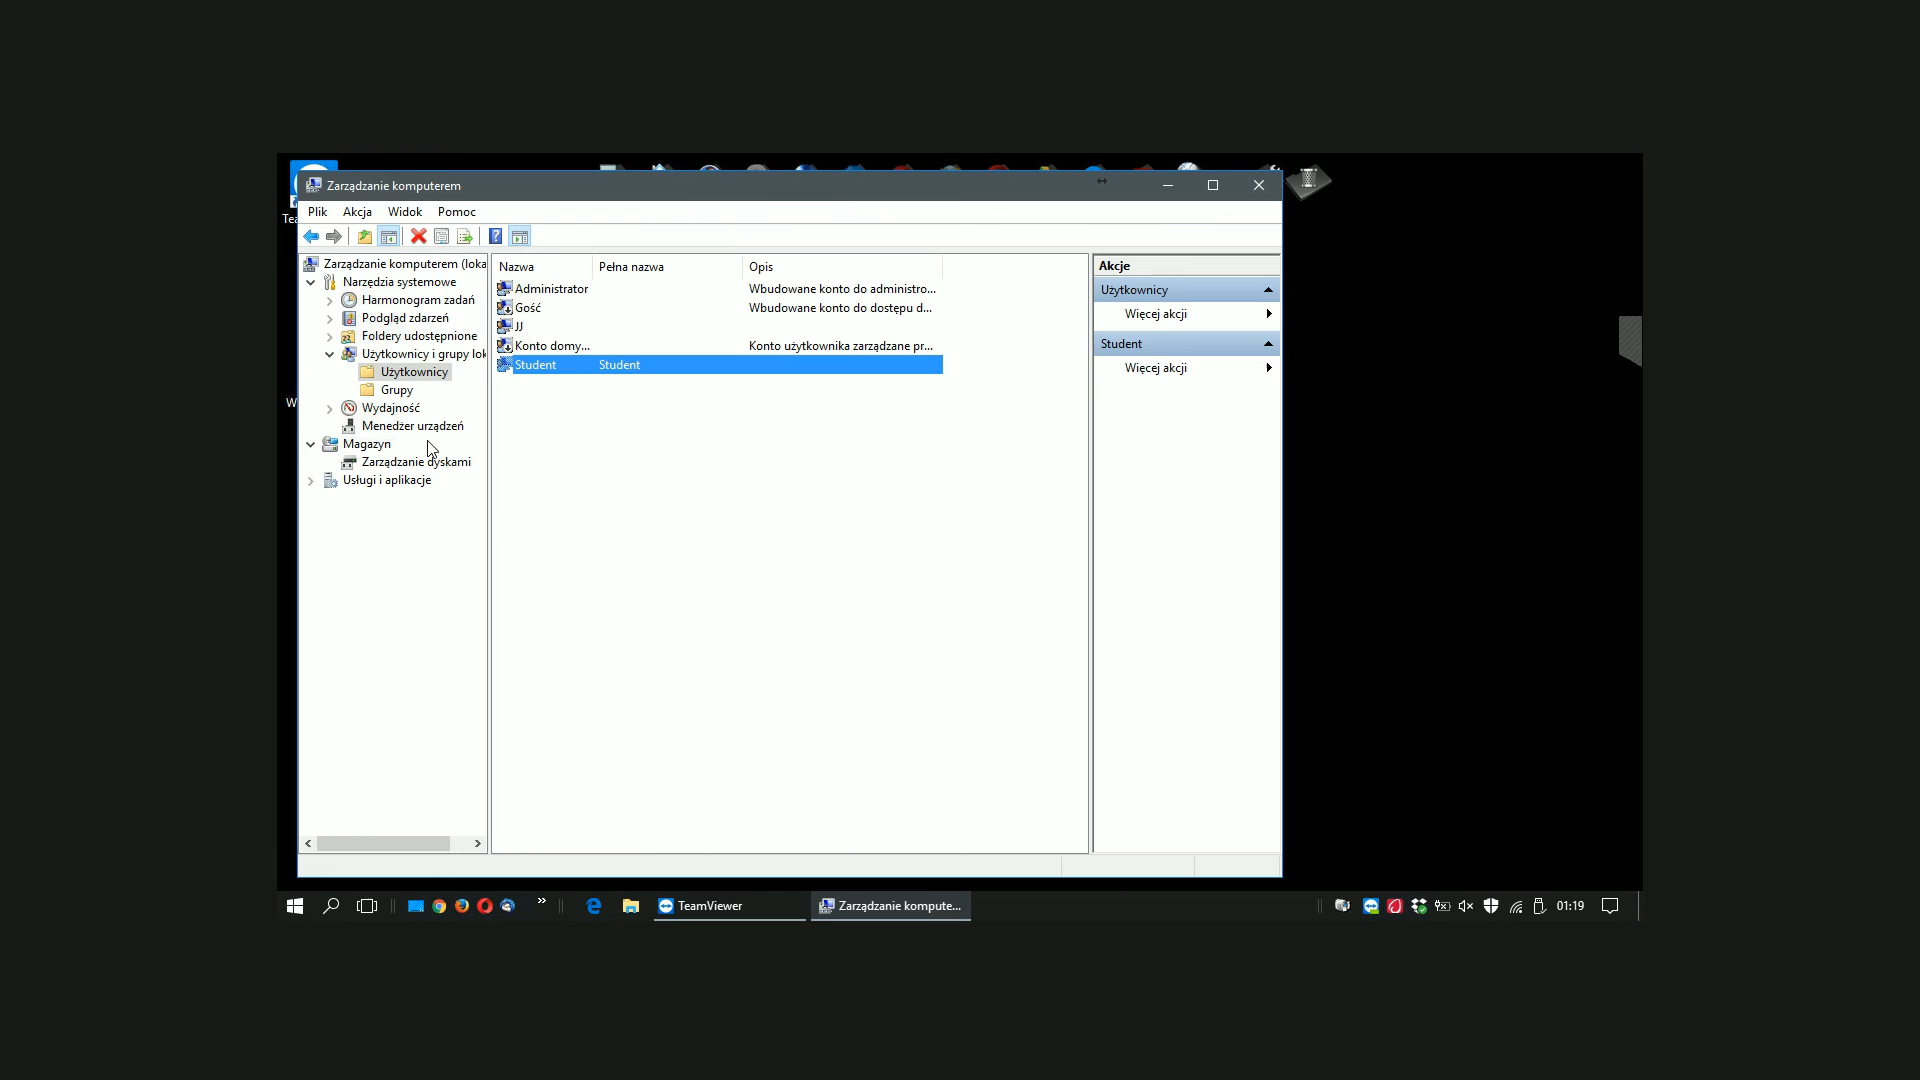 Zarządzanie komputerem
Plik Akcja Widok Pomoc
Zarządzanie komputerem (loka
Narzędzia systemowe
Harmonogram zadań
Podgląd zdarzeń
Foldery udostępnione
Użytkownicy i grupy lok
Użytkownicy
Grupy
Wydajność
Menedżer urządzeń
Magazyn
Zarządzanie dyskami
Usługi i aplikacje
Nazwa Pełna nazwa Opis
Administrator Wbudowane konto do administro...
Gość Wbudowane konto do dostępu d...
JJ
Konto domy... Konto użytkownika zarządzane pr...
Student Student
Akcje
Użytkownicy
Więcej akcji
Student
Więcej akcji
Tea
W
TeamViewer
Zarządzanie kompute...
01:19